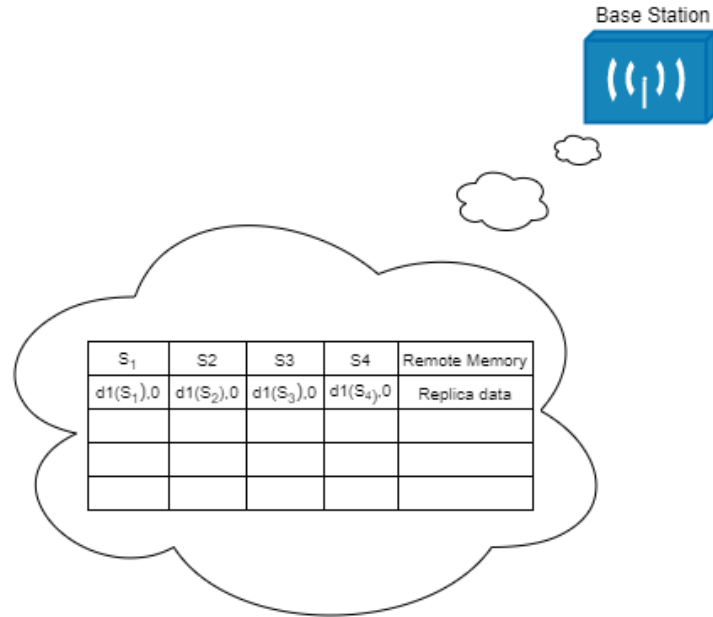 Base Station
S₁ S2 S3 S4 Remote Memory
d1(S₁),0 d1(S₂),0 d1(S₃),0 d1(S₄),0 Replica data